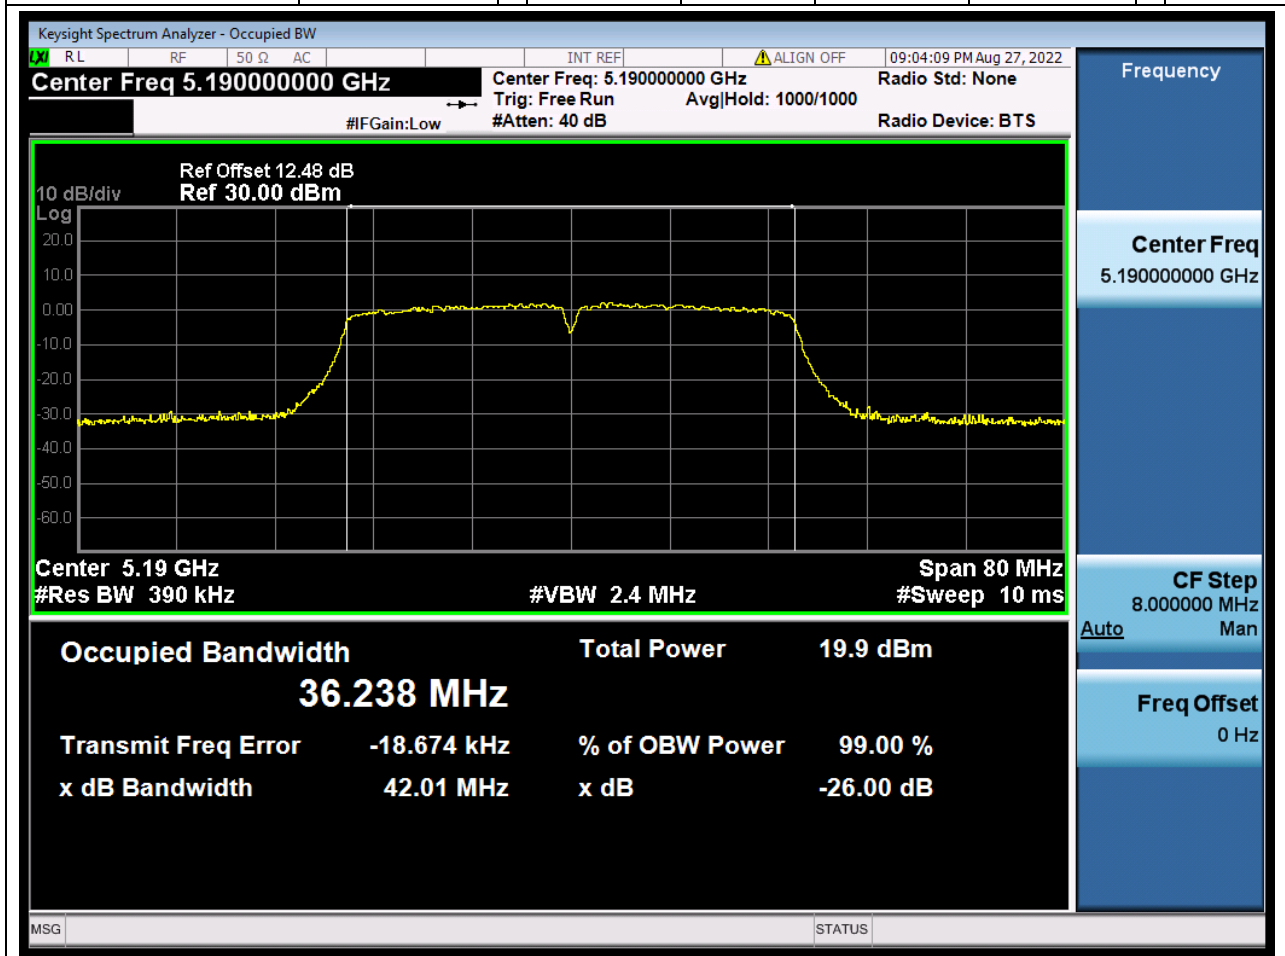 Keysight Spectrum Analyzer - Occupied BW
LXI RL RF 50 Ω AC INT REF ALIGN OFF 09:04:09 PM Aug 27, 2022
Center Freq 5.190000000 GHz
Center Freq: 5.190000000 GHz Radio Std: None
Trig: Free Run Avg|Hold: 1000/1000
#IFGain:Low #Atten: 40 dB Radio Device: BTS
Ref Offset 12.48 dB
10 dB/div Ref 30.00 dBm
Log
20.0
10.0
0.00
-10.0
-20.0
-30.0
-40.0
-50.0
-60.0
Center 5.19 GHz Span 80 MHz
#Res BW 390 kHz #VBW 2.4 MHz #Sweep 10 ms
Occupied Bandwidth Total Power 19.9 dBm
36.238 MHz
Transmit Freq Error -18.674 kHz % of OBW Power 99.00 %
x dB Bandwidth 42.01 MHz x dB -26.00 dB
MSG STATUS
Frequency
Center Freq
5.190000000 GHz
CF Step
8.000000 MHz
Auto Man
Freq Offset
0 Hz